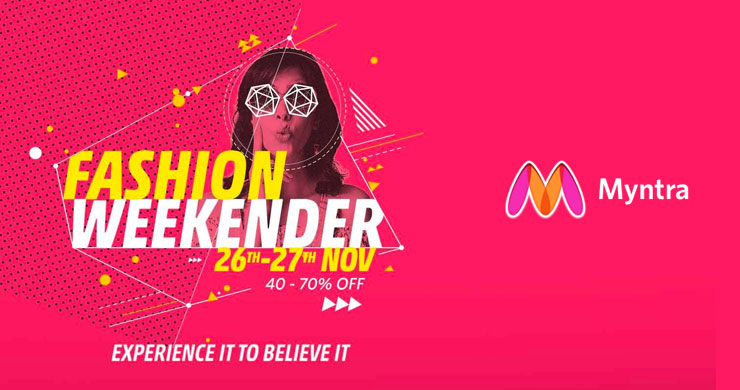 FASHION
WEEKENDER
26TH-27TH NOV
40 - 70% OFF
EXPERIENCE IT TO BELIEVE IT
Myntra